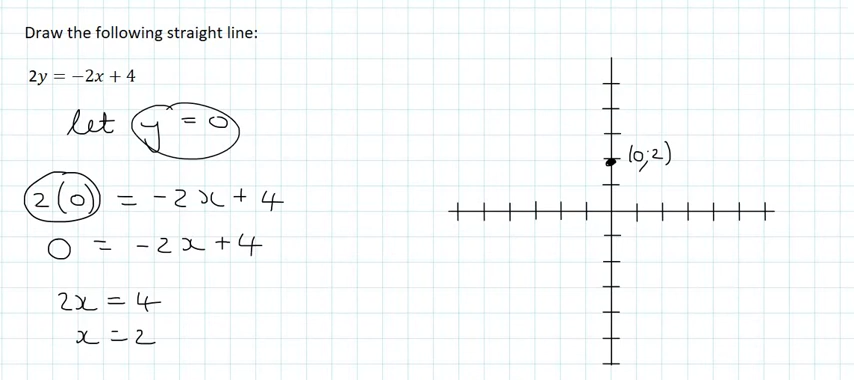 Draw the following straight line:
2y = −2x + 4
let y = 0
2(0) = -2x + 4
0 = -2x + 4
2x = 4
x = 2
(0;2)